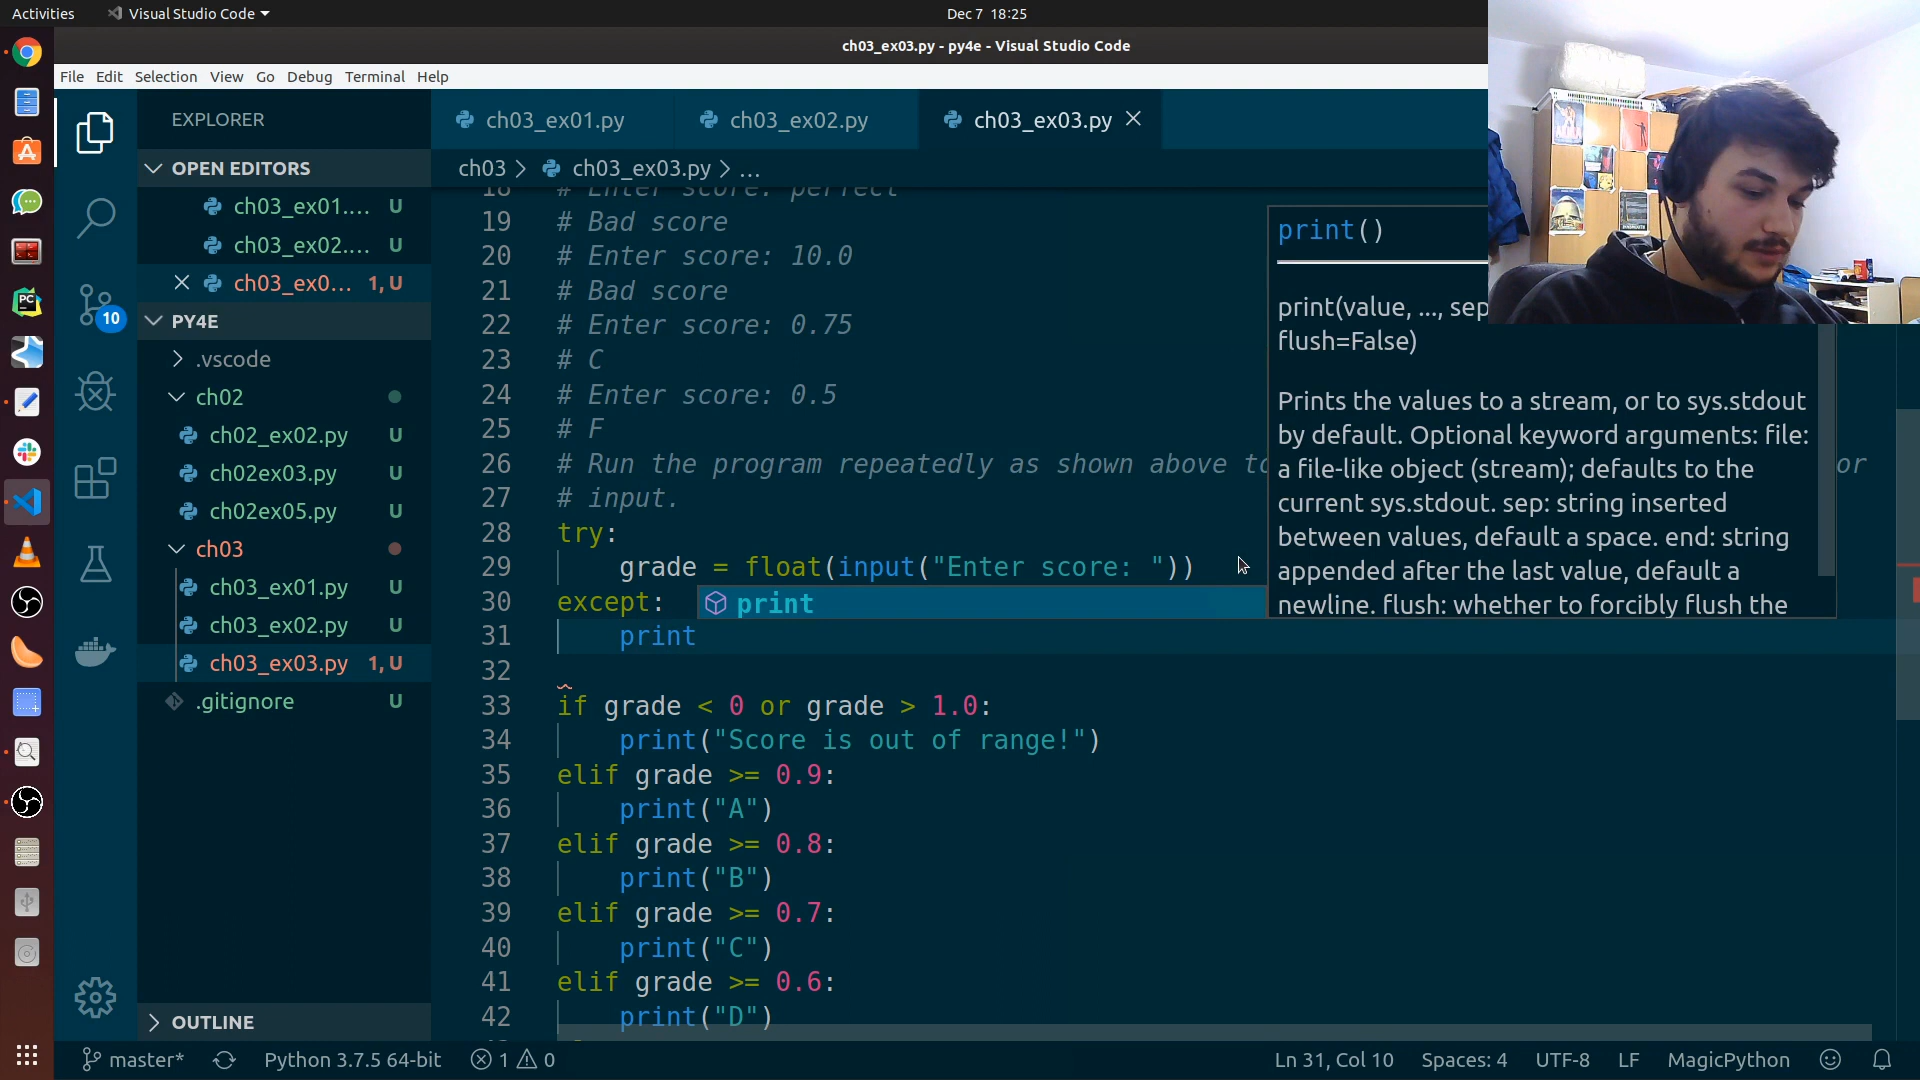 Activities
Visual Studio Code
Dec 7 18:25
ch03_ex03.py - py4e - Visual Studio Code
File Edit Selection View Go Debug Terminal Help
EXPLORER
OPEN EDITORS
ch03_ex01.... U
ch03_ex02.... U
ch03_ex0... 1, U
PY4E
.vscode
ch02
ch02_ex02.py U
ch02ex03.py U
ch02ex05.py U
ch03
ch03_ex01.py U
ch03_ex02.py U
ch03_ex03.py 1, U
.gitignore U
OUTLINE
10
ch03_ex01.py
ch03_ex02.py
ch03_ex03.py
ch03 > ch03_ex03.py > ...
18 # Enter score: perfect
19 # Bad score
20 # Enter score: 10.0
21 # Bad score
22 # Enter score: 0.75
23 # C
24 # Enter score: 0.5
25 # F
26 # Run the program repeatedly as shown above to
or
27 # input.
28 try:
29 grade = float(input("Enter score: "))
30 except:
print
31 print
32
33 if grade < 0 or grade > 1.0:
34 print("Score is out of range!")
35 elif grade >= 0.9:
36 print("A")
37 elif grade >= 0.8:
38 print("B")
39 elif grade >= 0.7:
40 print("C")
41 elif grade >= 0.6:
42 print("D")
print()
print(value, ..., sep
flush=False)
Prints the values to a stream, or to sys.stdout
by default. Optional keyword arguments: file:
a file-like object (stream); defaults to the
current sys.stdout. sep: string inserted
between values, default a space. end: string
appended after the last value, default a
newline. flush: whether to forcibly flush the
master*
Python 3.7.5 64-bit
1
0
Ln 31, Col 10
Spaces: 4
UTF-8
LF
MagicPython